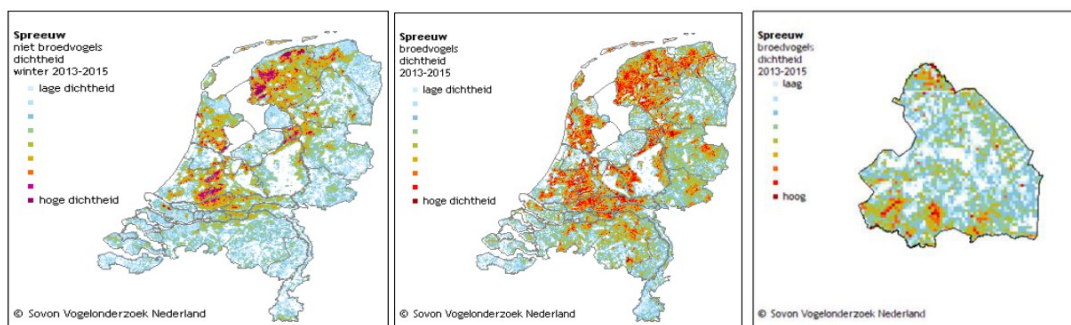 Spreeuw
niet broedvogels
dichtheid
winter 2013-2015
lage dichtheid
hoge dichtheid
© Sovon Vogelonderzoek Nederland
Spreeuw
broedvogels
dichtheid
2013-2015
lage dichtheid
hoge dichtheid
© Sovon Vogelonderzoek Nederland
Spreeuw
broedvogels
dichtheid
2013-2015
laag
hoog
© Sovon Vogelonderzoek Nederland